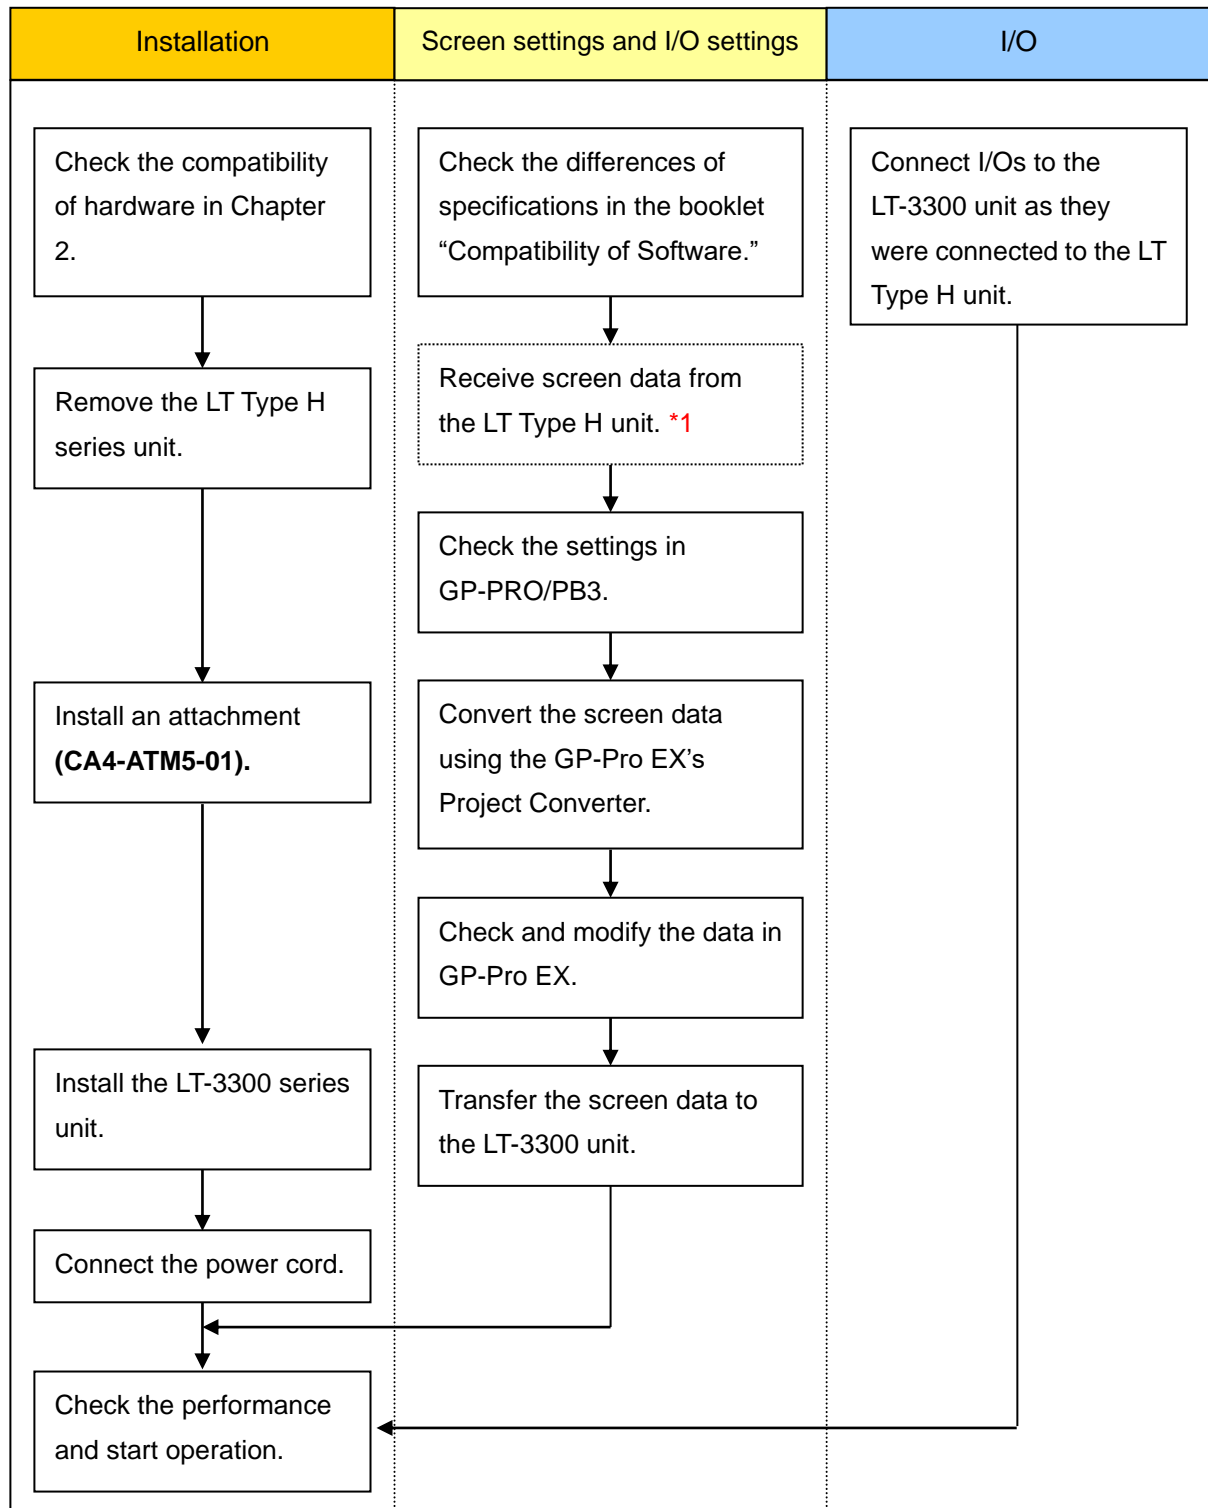 Installation
Screen settings and I/O settings
I/O
Check the compatibility
of hardware in Chapter
2.
Remove the LT Type H
series unit.
Install an attachment
(CA4-ATM5-01).
Install the LT-3300 series
unit.
Connect the power cord.
Check the performance
and start operation.
Check the differences of
specifications in the booklet
“Compatibility of Software.”
Receive screen data from
the LT Type H unit. *1
Check the settings in
GP-PRO/PB3.
Convert the screen data
using the GP-Pro EX’s
Project Converter.
Check and modify the data in
GP-Pro EX.
Transfer the screen data to
the LT-3300 unit.
Connect I/Os to the
LT-3300 unit as they
were connected to the LT
Type H unit.